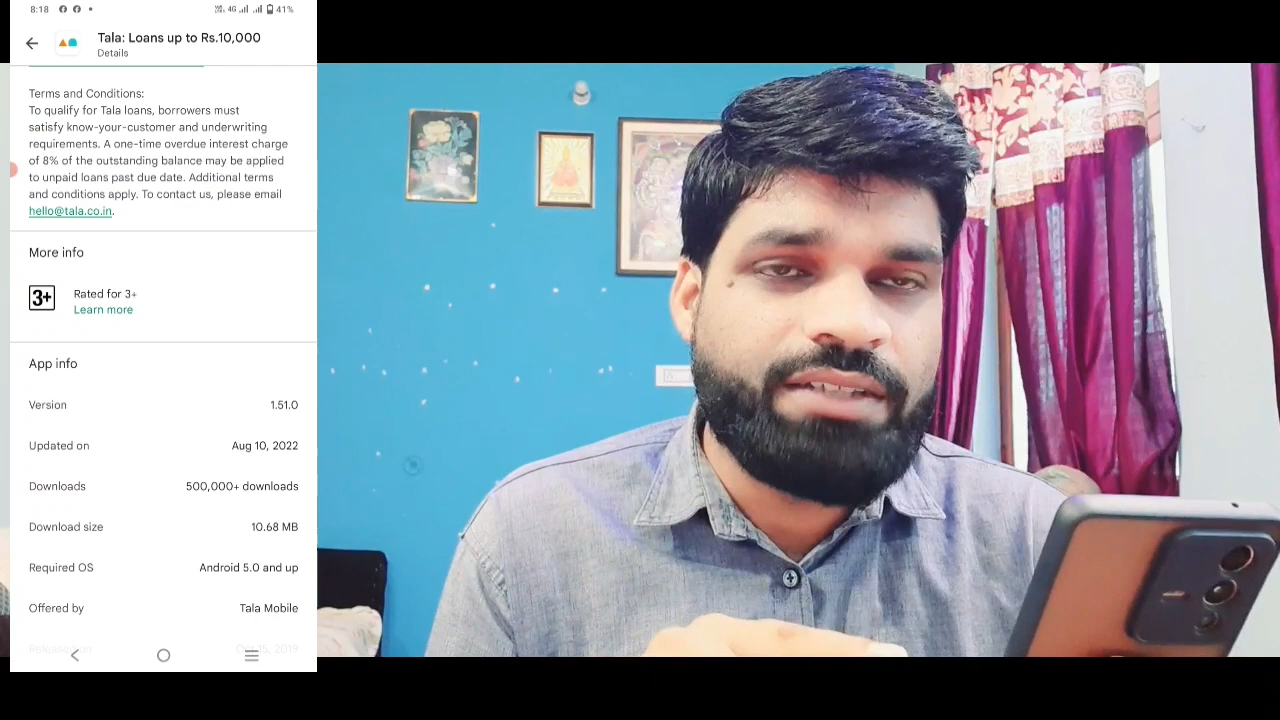 8:18 4G 41%
Tala: Loans up to Rs.10,000
Details
Terms and Conditions:
To qualify for Tala loans, borrowers must
satisfy know-your-customer and underwriting
requirements. A one-time overdue interest charge
of 8% of the outstanding balance may be applied
to unpaid loans past due date. Additional terms
and conditions apply. To contact us, please email
hello@tala.co.in.
More info
3+
Rated for 3+
Learn more
App info
Version 1.51.0
Updated on Aug 10, 2022
Downloads 500,000+ downloads
Download size 10.68 MB
Required OS Android 5.0 and up
Offered by Tala Mobile